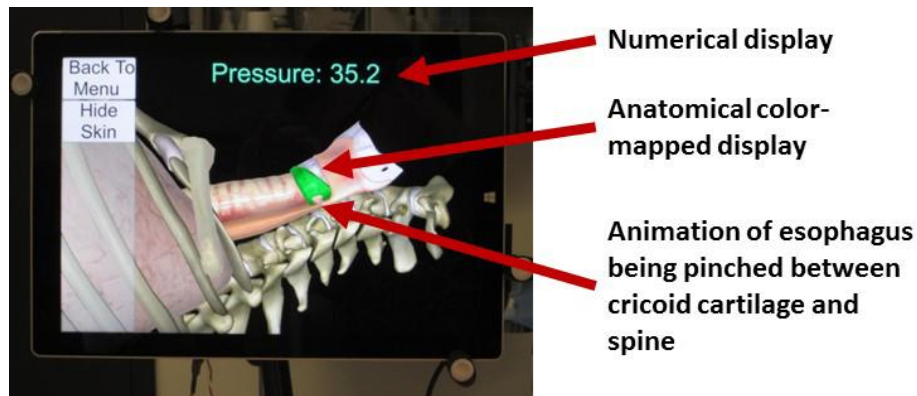 Back To
Menu
Hide
Skin
Pressure: 35.2
Numerical display
Anatomical color-
mapped display
Animation of esophagus
being pinched between
cricoid cartilage and
spine